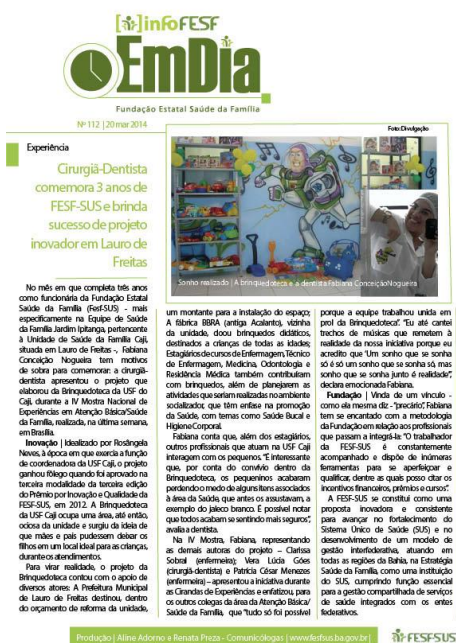 infoFESF
EmDia
Fundação Estatal Saúde da Família
Nº 112 | 20 mar 2014
Experiência
Cirurgiã-Dentista
comemora 3 anos de
FESF-SUS e brinda
sucesso de projeto
inovador em Lauro de
Freitas
Foto:Divulgação
Sonho realizado | A brinquedoteca e a dentista Fabiana ConceiçãoNogueira
No mês em que completa três anos
como funcionária da Fundação Estatal
Saúde da Família (Fesf-SUS) - mais
especificamente na Equipe de Saúde
da Família Jardim Ipitanga, pertencente
à Unidade de Saúde da Família Caji,
situada em Lauro de Freitas -, Fabiana
Conceição Nogueira tem motivos
de sobra para comemorar: a cirurgiã-
dentista apresentou o projeto que
elaborou da Brinquedoteca da USF do
Caji, durante a IV Mostra Nacional de
Experiências em Atenção Básica/Saúde
da Família, realizada, na última semana,
em Brasília.
Inovação | Idealizado por Rosângela
Neves, à época em que exercia a função
de coordenadora da USF Caji, o projeto
ganhou fôlego quando foi aprovado na
terceira modalidade da terceira edição
do Prêmio por Inovação e Qualidade da
FESF-SUS, em 2012. A Brinquedoteca
da USF Caji ocupa uma área, até então,
ociosa da unidade e surgiu da ideia de
que mães e pais pudessem deixar os
filhos em um local ideal para as crianças,
durante os atendimentos.
Para virar realidade, o projeto da
Brinquedoteca contou com o apoio de
diversos atores: A Prefeitura Municipal
de Lauro de Freitas destinou, dentro
do orçamento de reforma da unidade,
um montante para a instalação do espaço;
A fábrica BBRA (antiga Acalanto), vizinha
da unidade, doou brinquedos didáticos,
destinados a crianças de todas as idades;
Estagiários de cursos de Enfermagem, Técnico
de Enfermagem, Medicina, Odontologia e
Residência Médica também contribuíram
com brinquedos, além de planejarem as
atividades que seriam realizadas no ambiente
socializador, que têm enfase na promoção
da Saúde, com temas como Saúde Bucal e
Higiene Corporal.
Fabiana conta que, além dos estagiários,
outros profissionais que atuam na USF Caji
interagem com os pequenos. "É interessante
que, por conta do convívio dentro da
Brinquedoteca, os pequeninos acabaram
perdendo o medo de alguns itens associados
à área da Saúde, que antes os assustavam, a
exemplo do jaleco branco. É possível notar
que todos acabam se sentindo mais seguros",
avalia a dentista.
Na IV Mostra, Fabiana, representando
as demais autoras do projeto – Clarissa
Sobral (enfermeira); Vera Lúcia Góes
(cirurgiã-dentista) e Patrícia César Menezes
(enfermeira) – apresentou a iniciativa durante
as Cirandas de Experiências e enfatizou, para
os outros colegas da área da Atenção Básica/
Saúde da Família, que "tudo só foi possível
porque a equipe trabalhou unida em
prol da Brinquedoteca". "Eu até cantei
trechos de músicas que remetem à
realidade da nossa iniciativa porque eu
acredito que 'Um sonho que se sonha
só é só um sonho que se sonha só, mas
sonho que se sonha junto é realidade'",
declara emocionada Fabiana.
Fundação | Vinda de um vínculo -
como ela mesma diz - "precário", Fabiana
tem se encantado com a metodologia
da Fundação em relação aos profissionais
que passam a integrá-la: "O trabalhador
da FESF-SUS é constantemente
acompanhado e dispõe de inúmeras
ferramentas para se aperfeiçoar e
qualificar, dentre as quais posso citar os
incentivos financeiros, prêmios e cursos".
A FESF-SUS se constitui como uma
proposta inovadora e consistente
para avançar no fortalecimento do
Sistema Único de Saúde (SUS) e no
desenvolvimento de um modelo de
gestão interfederativa, atuando em
todas as regiões da Bahia, na Estratégia
Saúde da Família, como uma instituição
do SUS, cumprindo função essencial
para a gestão compartilhada de serviços
de saúde integrados com os entes
federativos.
Produção | Aline Adorno e Renata Preza - Comunicólogas | www.fesfsus.ba.gov.br |
FESFSUS